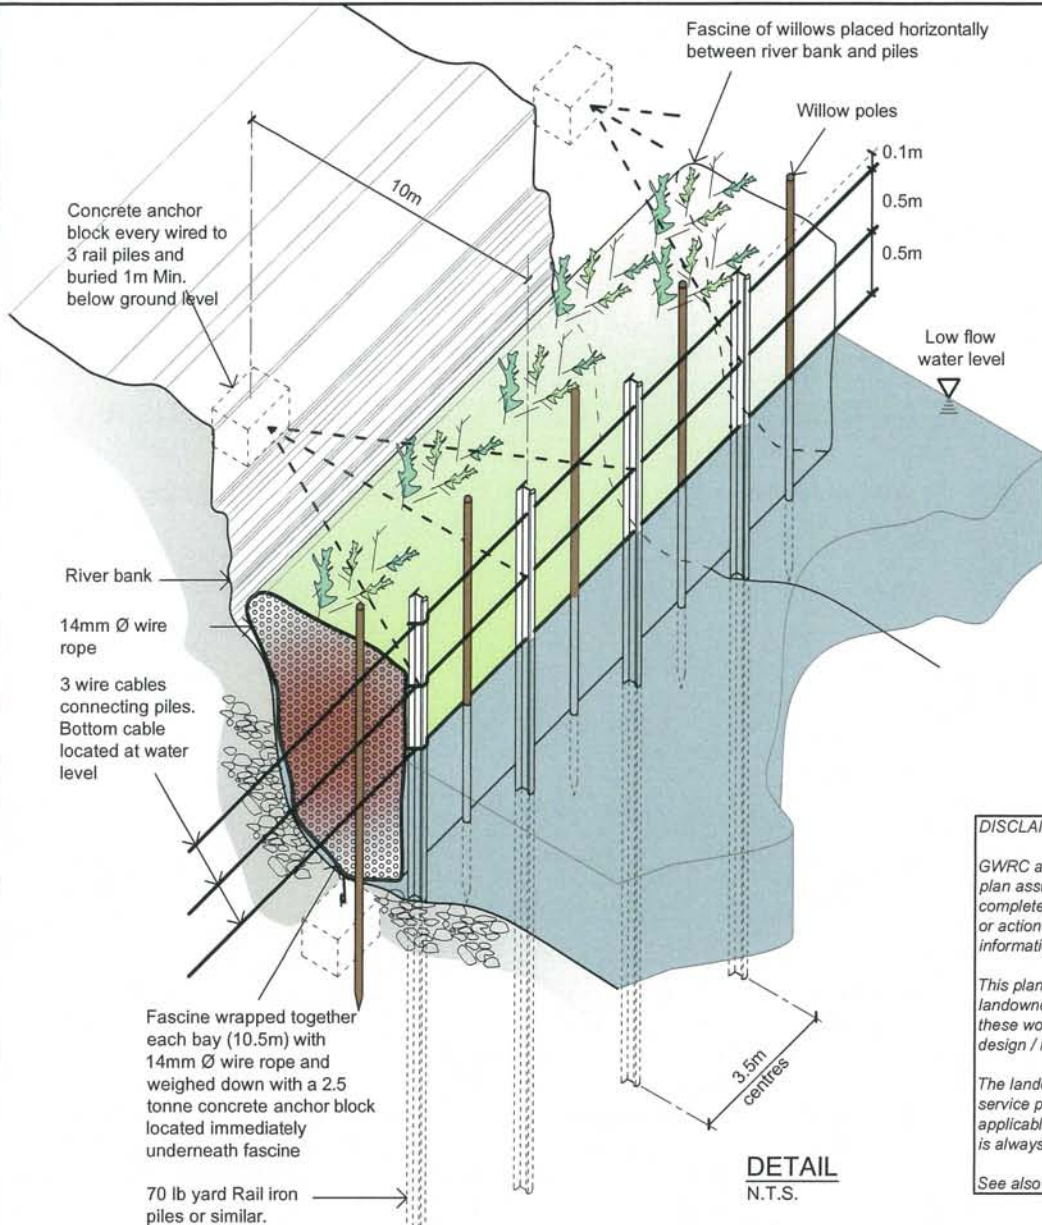 Fascine of willows placed horizontally
between river bank and piles
Willow poles
0.1m
0.5m
0.5m
10m
Concrete anchor
block every wired to
3 rail piles and
buried 1m Min.
below ground level
Low flow
water level
River bank
14mm Ø wire
rope
3 wire cables
connecting piles.
Bottom cable
located at water
level
Fascine wrapped together
each bay (10.5m) with
14mm Ø wire rope and
weighed down with a 2.5
tonne concrete anchor block
located immediately
underneath fascine
70 lb yard Rail iron
piles or similar.
3.5m
centres
DETAIL
N.T.S.
DISCLAI
GWRC a
plan ass
complete
or action
informati
This plan
landown
these wo
design /
The land
service p
applicabl
is always
See also